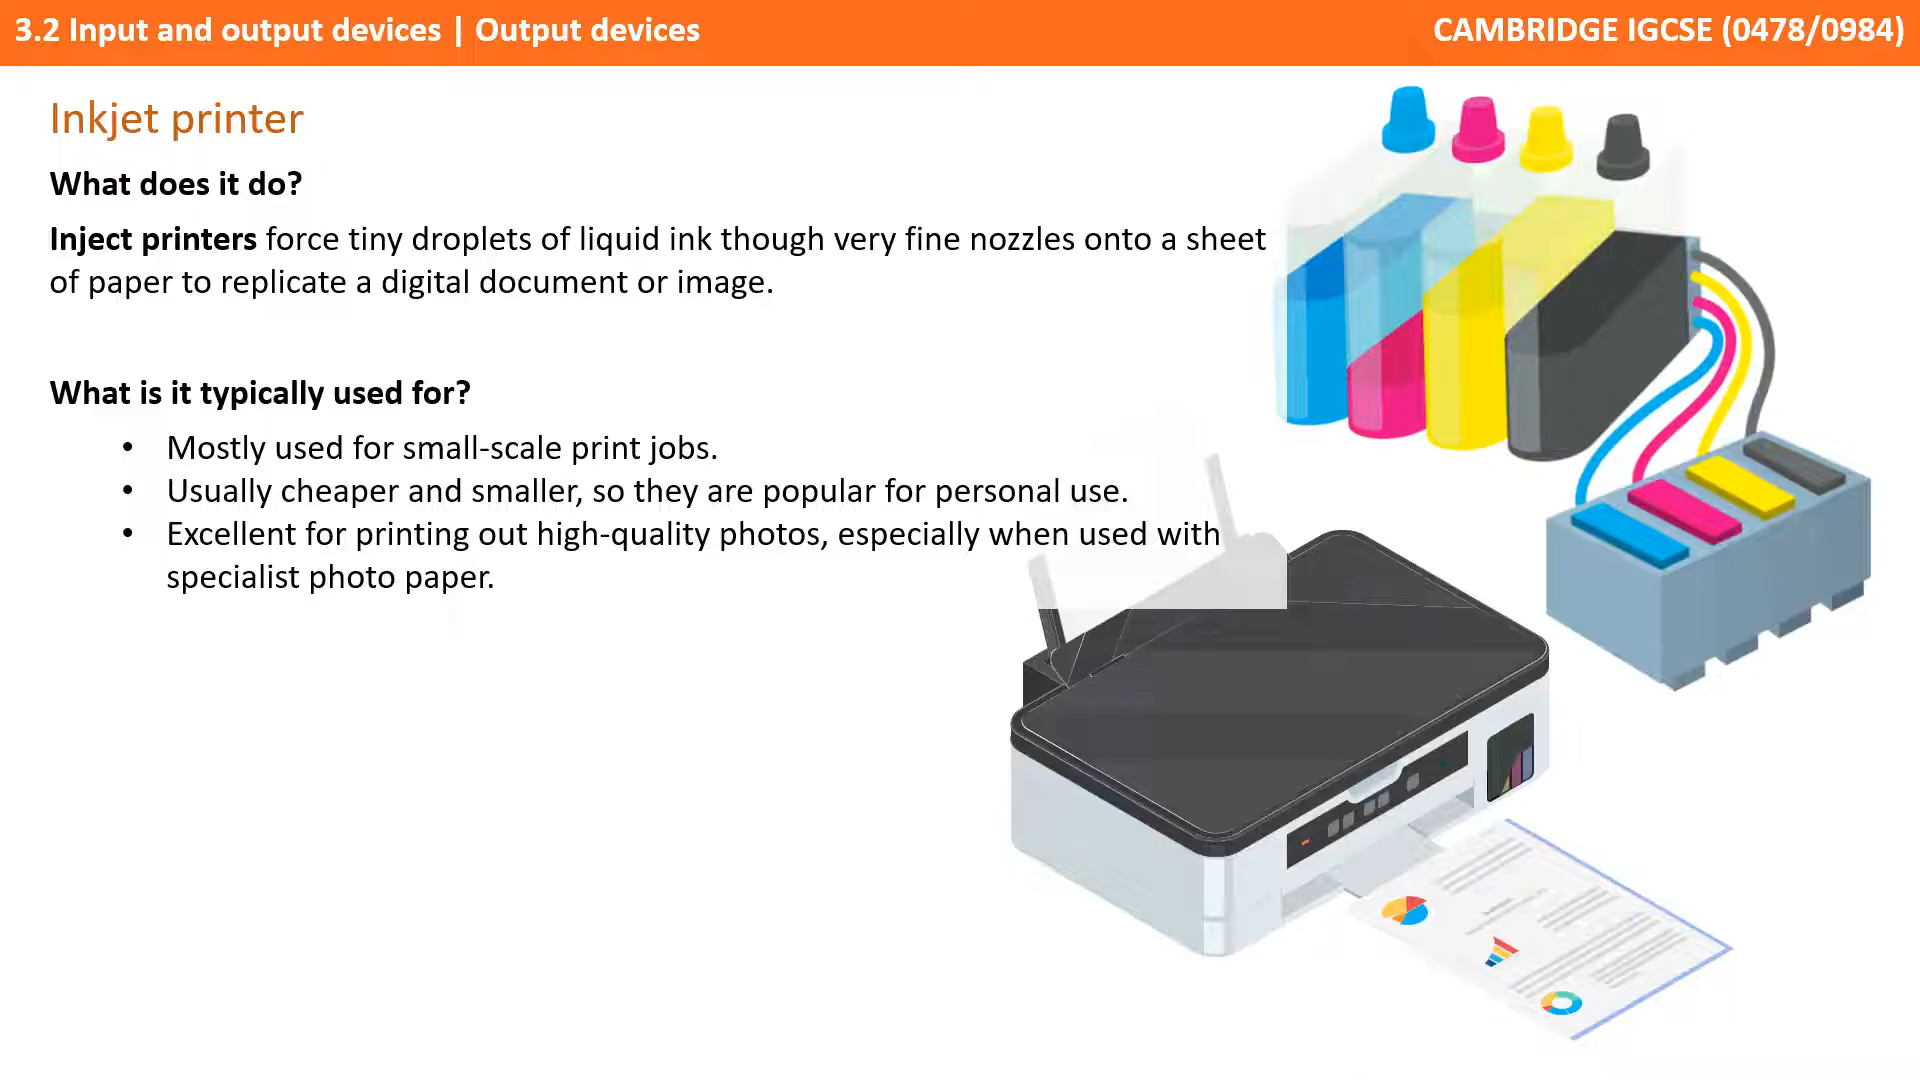 3.2 Input and output devices | Output devices
CAMBRIDGE IGCSE (0478/0984)
Inkjet printer
What does it do?
Inject printers force tiny droplets of liquid ink though very fine nozzles onto a sheet
of paper to replicate a digital document or image.
What is it typically used for?
• Mostly used for small-scale print jobs.
• Usually cheaper and smaller, so they are popular for personal use.
• Excellent for printing out high-quality photos, especially when used with
specialist photo paper.